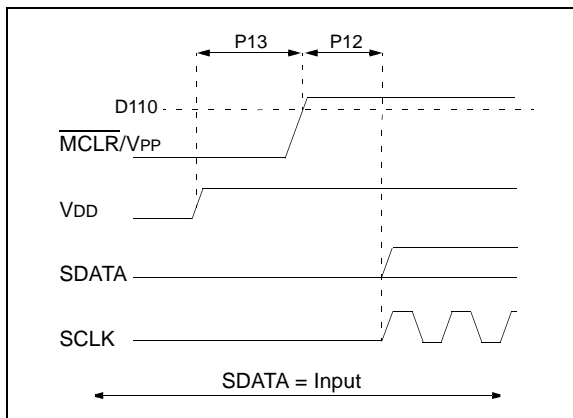 P13 P12
D110
MCLR/VPP
VDD
SDATA
SCLK
SDATA = Input